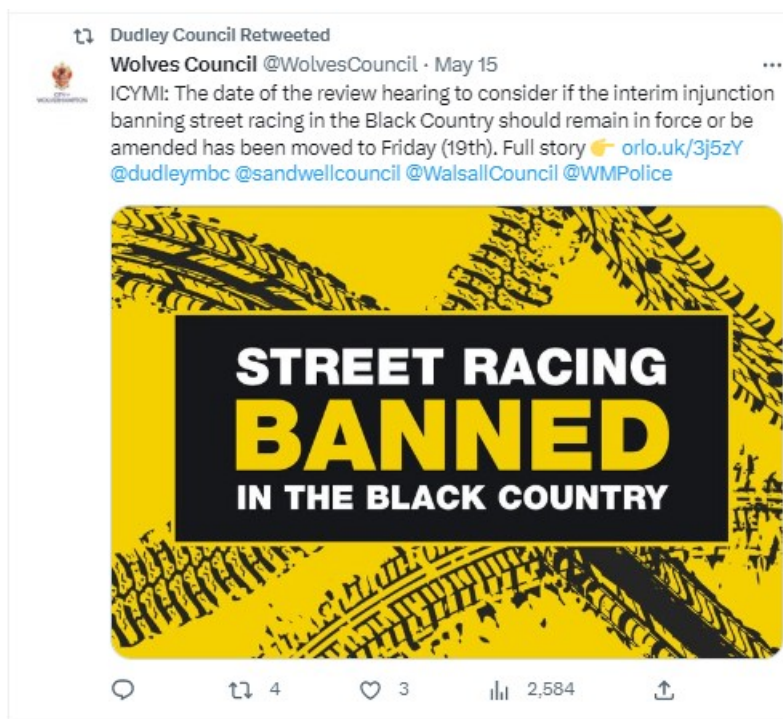 Dudley Council Retweeted
Wolves Council @WolvesCouncil · May 15
ICYMI: The date of the review hearing to consider if the interim injunction
banning street racing in the Black Country should remain in force or be
amended has been moved to Friday (19th). Full story 👉 orlo.uk/3j5zY
@dudleymbc @sandwellcouncil @WalsallCouncil @WMPolice
STREET RACING
BANNED
IN THE BLACK COUNTRY
4 3 2,584